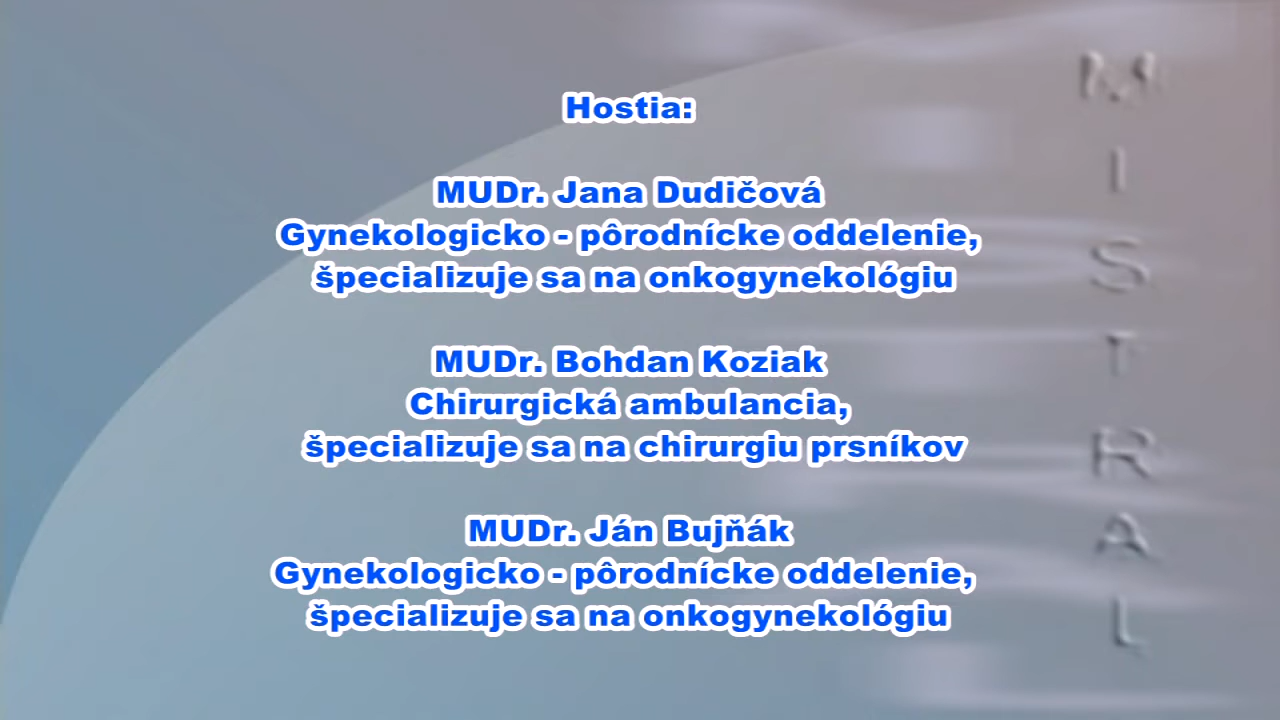 Hostia:
MUDr. Jana Dudičová
Gynekologicko - pôrodnícke oddelenie,
špecializuje sa na onkogynekológiu
MUDr. Bohdan Koziak
Chirurgická ambulancia,
špecializuje sa na chirurgiu prsníkov
MUDr. Ján Bujňák
Gynekologicko - pôrodnícke oddelenie,
špecializuje sa na onkogynekológiu
MISTRAL